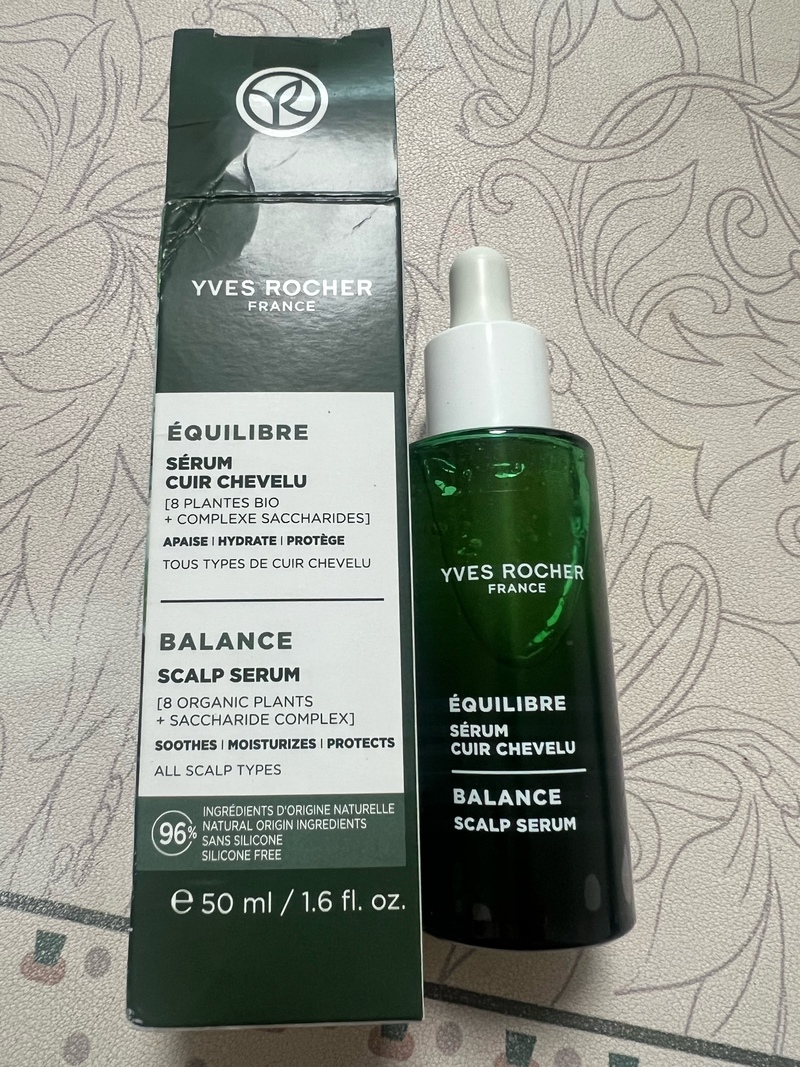 YVES ROCHER
FRANCE
ÉQUILIBRE
SÉRUM
CUIR CHEVELU
[8 PLANTES BIO
+ COMPLEXE SACCHARIDES]
APAISE | HYDRATE | PROTÈGE
TOUS TYPES DE CUIR CHEVELU
BALANCE
SCALP SERUM
[8 ORGANIC PLANTS
+ SACCHARIDE COMPLEX]
SOOTHES | MOISTURIZES | PROTECTS
ALL SCALP TYPES
96%
INGRÉDIENTS D'ORIGINE NATURELLE
NATURAL ORIGIN INGREDIENTS
SANS SILICONE
SILICONE FREE
℮ 50 ml / 1.6 fl. oz.
YVES ROCHER
FRANCE
ÉQUILIBRE
SÉRUM
CUIR CHEVELU
BALANCE
SCALP SERUM